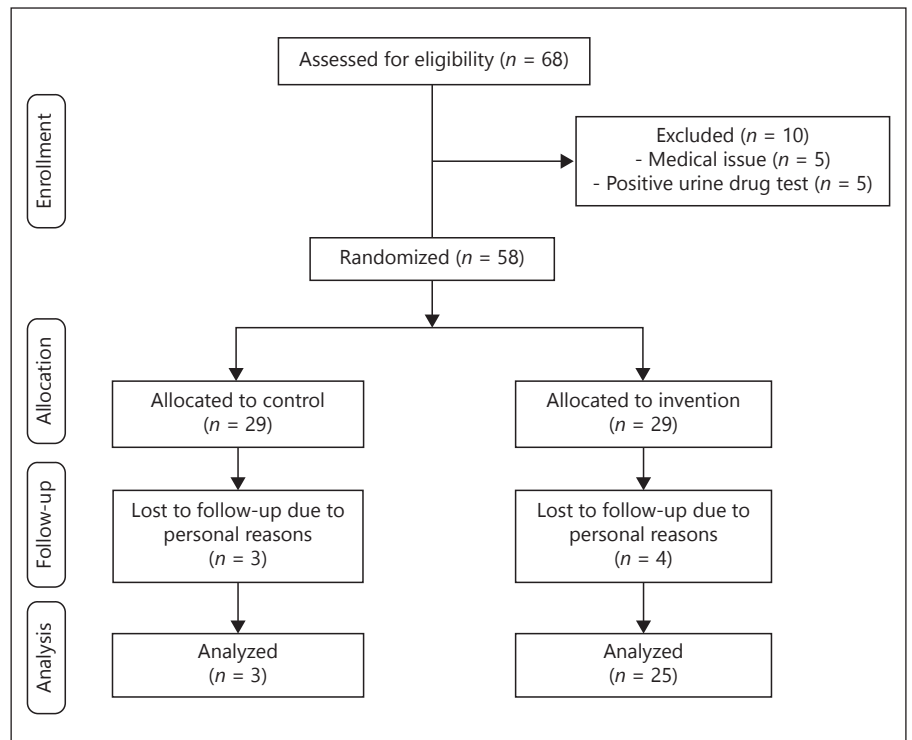 Assessed for eligibility (n = 68)
Enrollment
Excluded (n = 10)
- Medical issue (n = 5)
- Positive urine drug test (n = 5)
Randomized (n = 58)
Allocation
Allocated to control
(n = 29)
Allocated to invention
(n = 29)
Follow-up
Lost to follow-up due to
personal reasons
(n = 3)
Lost to follow-up due to
personal reasons
(n = 4)
Analysis
Analyzed
(n = 3)
Analyzed
(n = 25)